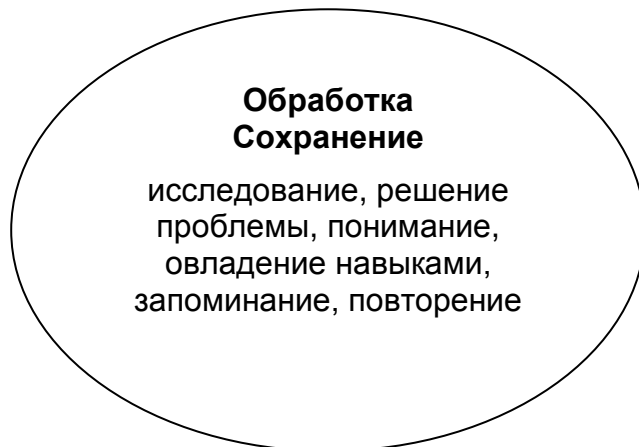 Обработка
Сохранение
исследование, решение
проблемы, понимание,
овладение навыками,
запоминание, повторение